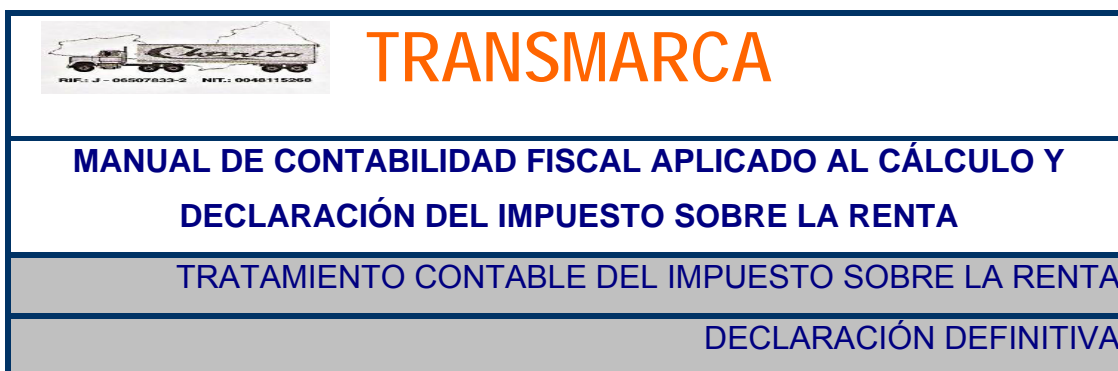 Charito
TRANSMARCA
RIF.: J - 06507833-2 NIT.: 0048115268
MANUAL DE CONTABILIDAD FISCAL APLICADO AL CÁLCULO Y
DECLARACIÓN DEL IMPUESTO SOBRE LA RENTA
TRATAMIENTO CONTABLE DEL IMPUESTO SOBRE LA RENTA
DECLARACIÓN DEFINITIVA